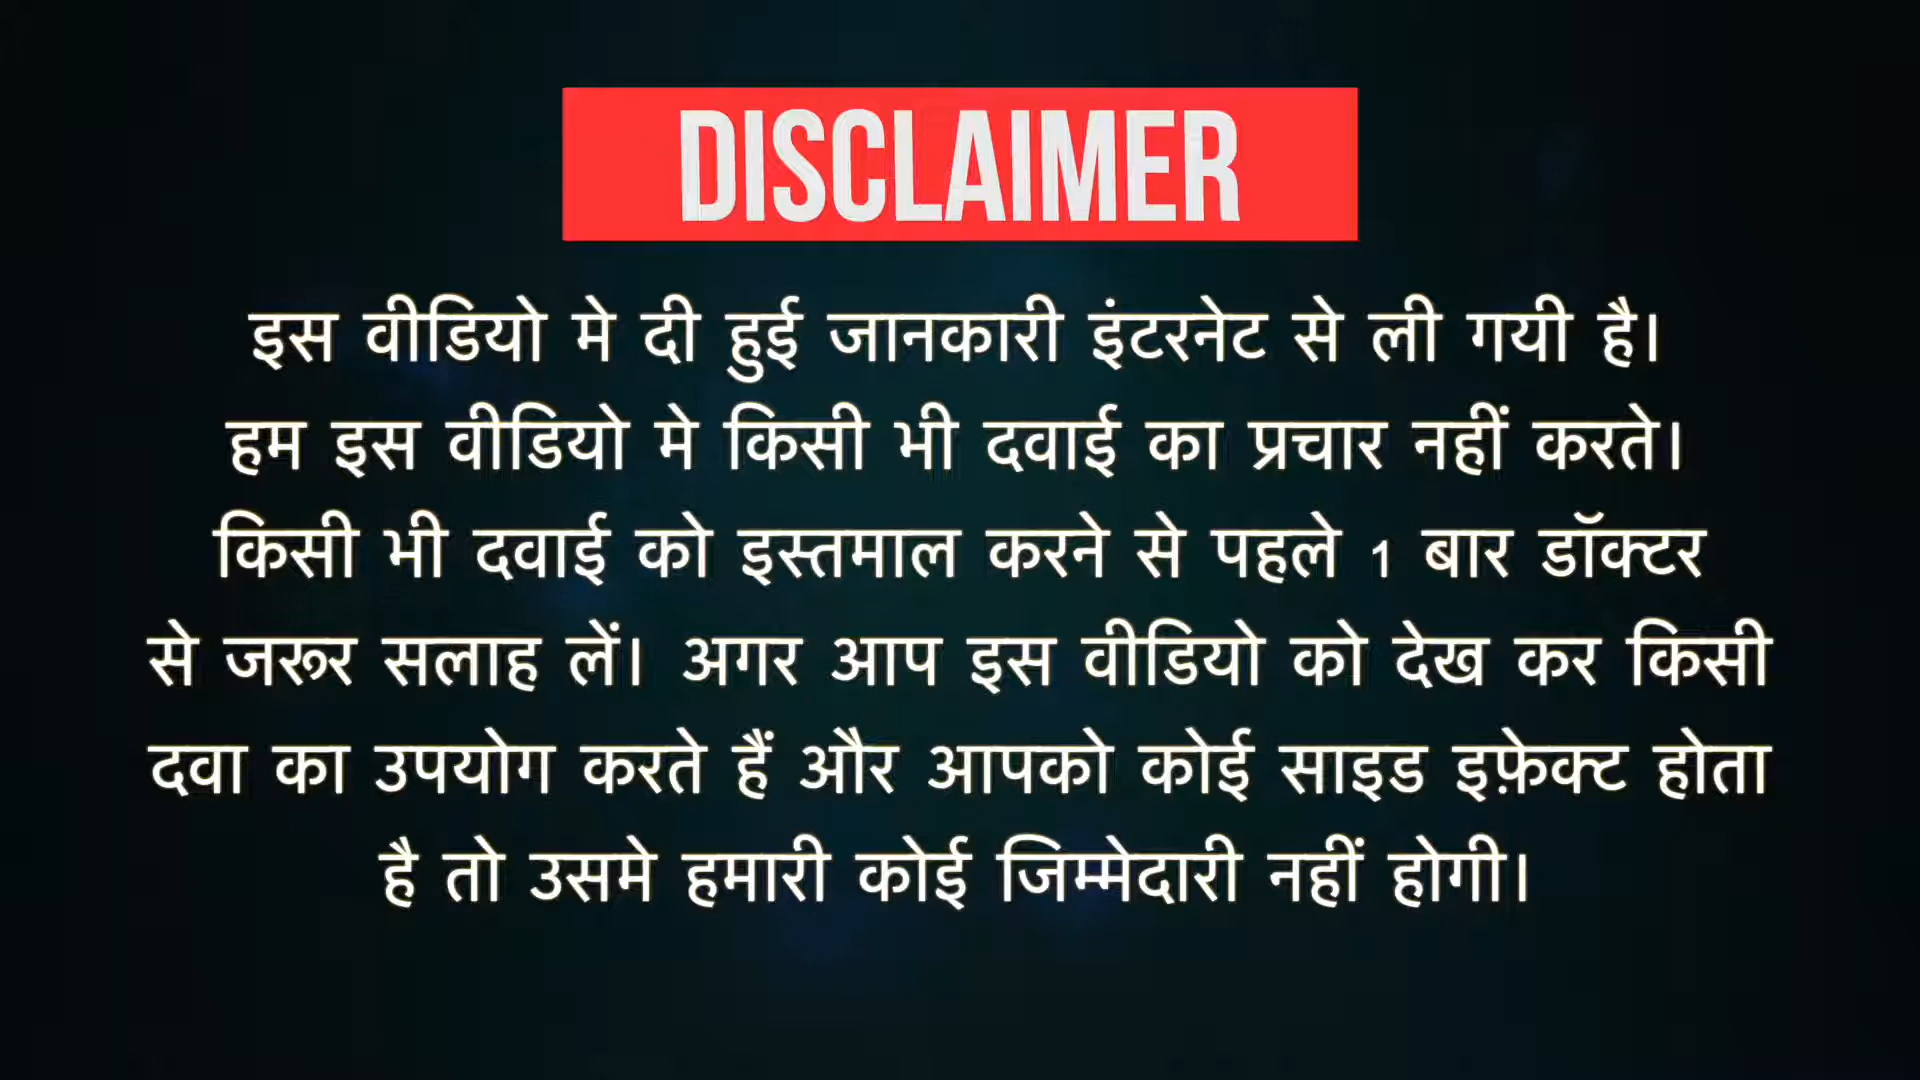 DISCLAIMER
इस वीडियो मे दी हुई जानकारी इंटरनेट से ली गयी है।
हम इस वीडियो मे किसी भी दवाई का प्रचार नहीं करते।
किसी भी दवाई को इस्तमाल करने से पहले 1 बार डॉक्टर
से जरूर सलाह लें। अगर आप इस वीडियो को देख कर किसी
दवा का उपयोग करते हैं और आपको कोई साइड इफ़ेक्ट होता
है तो उसमे हमारी कोई जिम्मेदारी नहीं होगी।